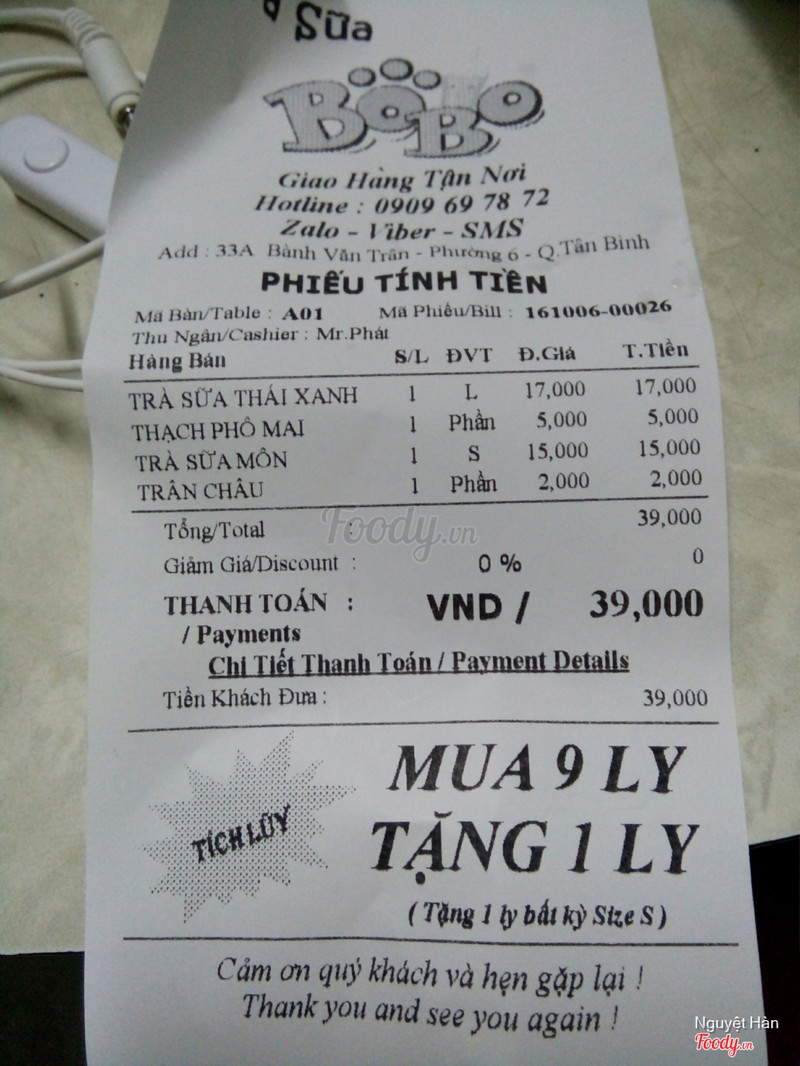 Sữa
BoBo
Giao Hàng Tận Nơi
Hotline : 0909 69 78 72
Zalo - Viber - SMS
Add : 33A Bành Văn Trân - Phường 6 - Q.Tân Bình
PHIẾU TÍNH TIỀN
Mã Bàn/Table : A01 Mã Phiếu/Bill : 161006-00026
Thu Ngân/Cashier : Mr.Phát
Hàng Bán S/L ĐVT Đ.Giá T.Tiền
TRÀ SỮA THÁI XANH 1 L 17,000 17,000
THẠCH PHÔ MAI 1 Phần 5,000 5,000
TRÀ SỮA MÔN 1 S 15,000 15,000
TRÂN CHÂU 1 Phần 2,000 2,000
Tổng/Total : 39,000
Foody.vn
Giảm Giá/Discount : 0 % 0
THANH TOÁN : VND / 39,000
/ Payments
Chi Tiết Thanh Toán / Payment Details
Tiền Khách Đưa : 39,000
TÍCH LŨY
MUA 9 LY
TẶNG 1 LY
( Tặng 1 ly bất kỳ Size S )
Cảm ơn quý khách và hẹn gặp lại !
Thank you and see you again !
Nguyệt Hàn
Foody.vn